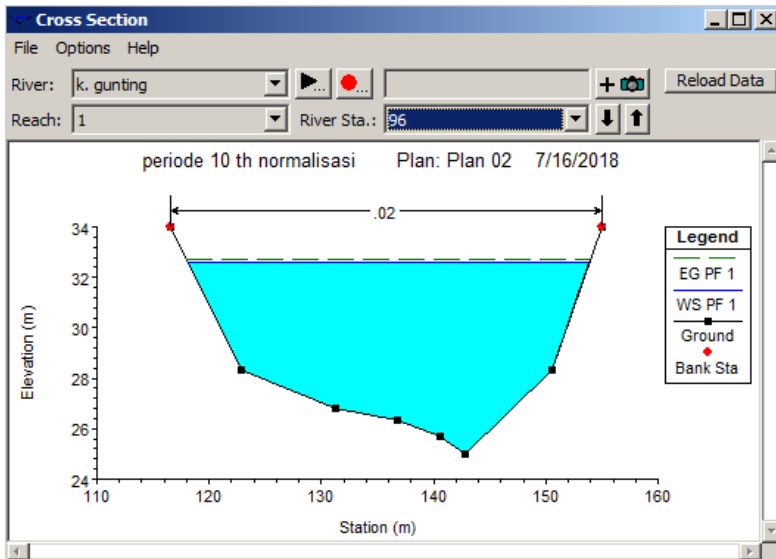 Cross Section
File Options Help
River: k. gunting ... ... + Reload Data
Reach: 1 River Sta.: 96
periode 10 th normalisasi Plan: Plan 02 7/16/2018
.02
34
32
30
28
26
24
Elevation (m)
110 120 130 140 150 160
Station (m)
Legend
EG PF 1
WS PF 1
Ground
Bank Sta